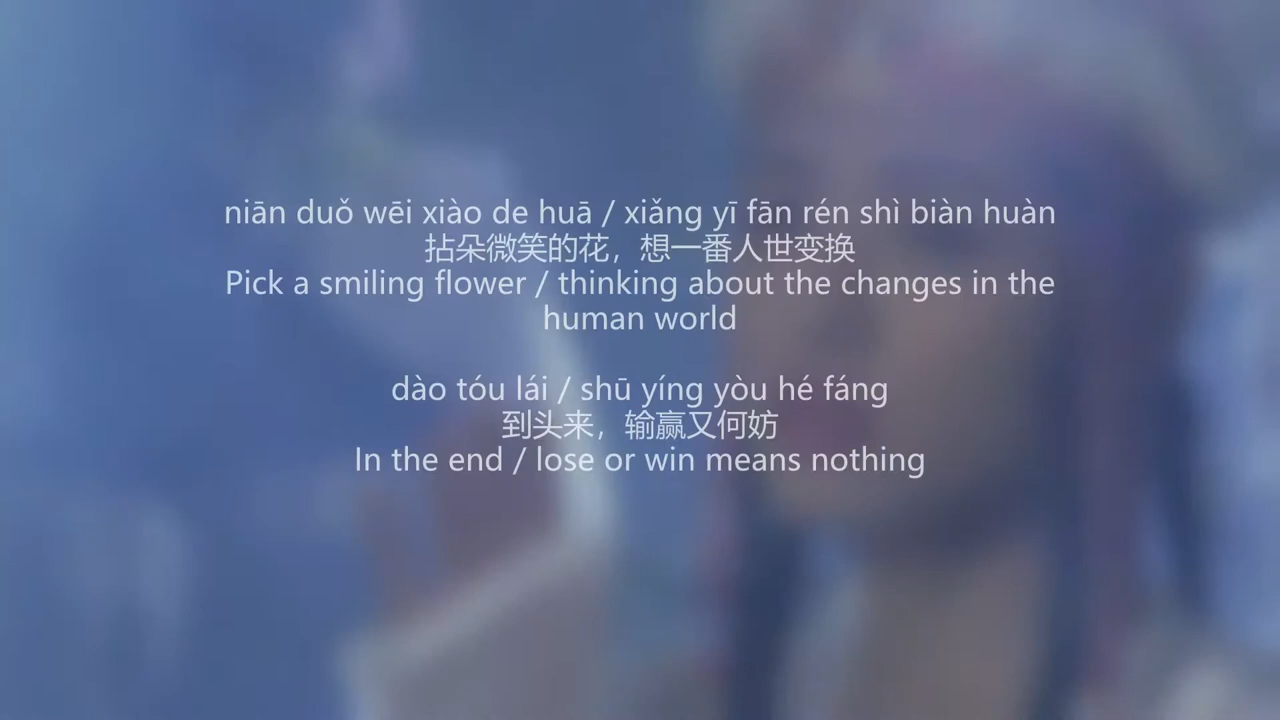 niān duǒ wēi xiào de huā / xiǎng yī fān rén shì biàn huàn
拈朵微笑的花，想一番人世变换
Pick a smiling flower / thinking about the changes in the
human world
dào tóu lái / shū yíng yòu hé fáng
到头来，输赢又何妨
In the end / lose or win means nothing